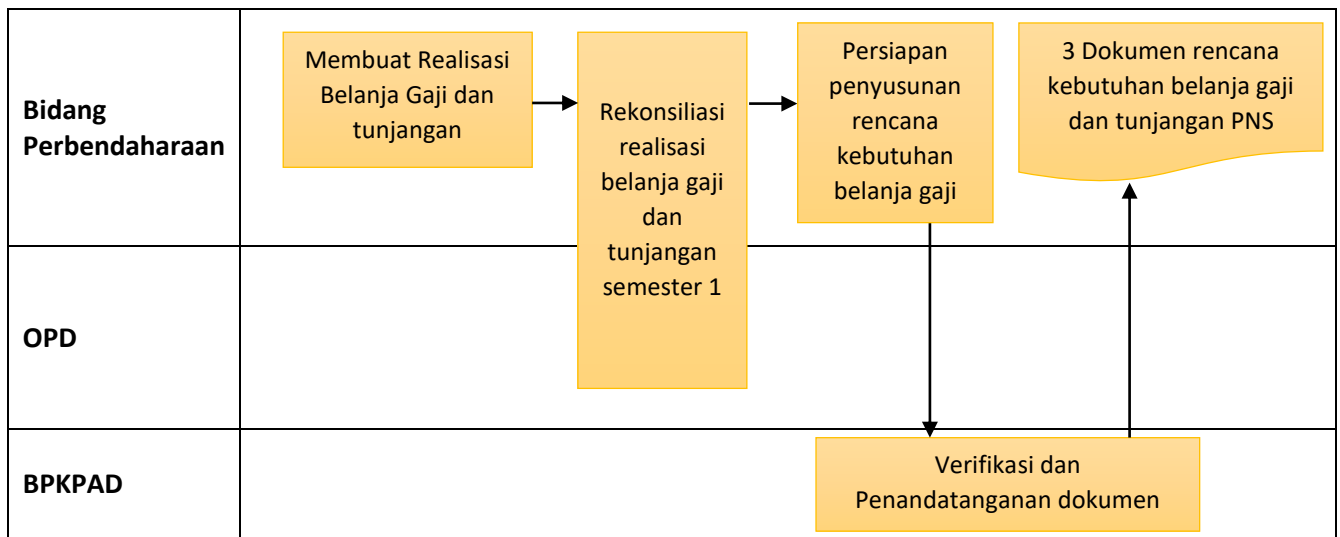 Bidang
Perbendaharaan
Membuat Realisasi
Belanja Gaji dan
tunjangan
Rekonsiliasi
realisasi
belanja gaji
dan
tunjangan
semester 1
Persiapan
penyusunan
rencana
kebutuhan
belanja gaji
3 Dokumen rencana
kebutuhan belanja gaji
dan tunjangan PNS
OPD
BPKPAD
Verifikasi dan
Penandatanganan dokumen